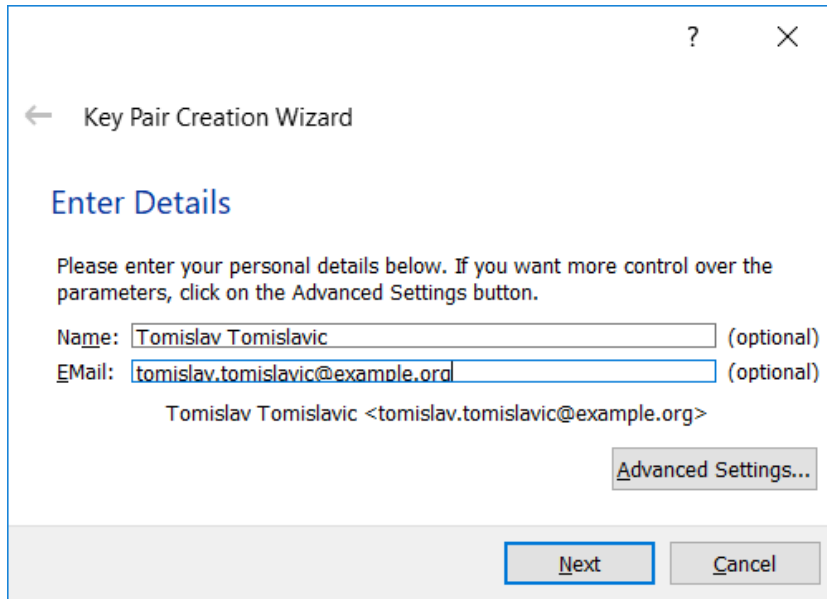 ?
Key Pair Creation Wizard
Enter Details
Please enter your personal details below. If you want more control over the
parameters, click on the Advanced Settings button.
Name: Tomislav Tomislavic (optional)
EMail: tomislav.tomislavic@example.org (optional)
Tomislav Tomislavic <tomislav.tomislavic@example.org>
Advanced Settings...
Next Cancel